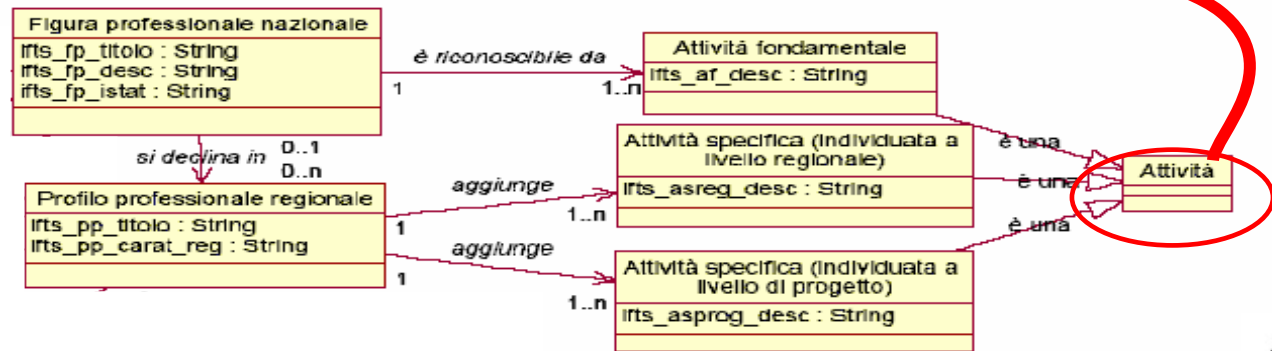 Figura professionale nazionale
ifts_fp_titolo : String
ifts_fp_desc : String
ifts_fp_istat : String
è riconoscibile da
1
1..n
Attività fondamentale
ifts_af_desc : String
si declina in
0..1
0..n
Profilo professionale regionale
ifts_pp_titolo : String
ifts_pp_carat_reg : String
aggiunge
1
1..n
aggiunge
1
1..n
Attività specifica (individuata a
livello regionale)
ifts_asreg_desc : String
Attività specifica (individuata a
livello di progetto)
ifts_asprog_desc : String
è una
è una
è una
Attività